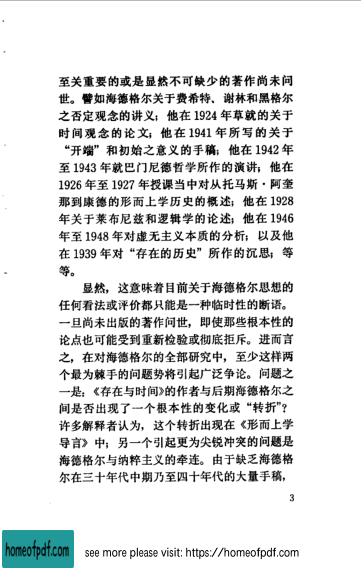 至关重要的或是显然不可缺少的著作尚未问
世。譬如海德格尔关于费希特、谢林和黑格尔
之否定观念的讲义；他在1924年草就的关于
时间观念的论文；他在1941年所写的关于
“开端”和初始之意义的手稿；他在1942年
至1943年就巴门尼德哲学所作的演讲；他在
1926年至1927年授课当中对从托马斯·阿奎
那到康德的形而上学历史的概述；他在1928
年关于莱布尼兹和逻辑学的论述；他在1946
年至1948年对虚无主义本质的分析；以及他
在1939年对“存在的历史”所作的沉思；等
等。
显然，这意味着目前关于海德格尔思想的
任何看法或评价都只能是一种临时性的断语。
一旦尚未出版的著作问世，即使那些根本性的
论点也可能受到重新检验或彻底拒斥。进而言
之，在对海德格尔的全部研究中，至少这样两
个最为棘手的问题势将引起广泛争论。问题之
一是：《存在与时间》的作者与后期海德格尔之
间是否出现了一个根本性的变化或“转折”？
许多解释者认为，这个转折出现在《形而上学
导言》中；另一个引起更为尖锐冲突的问题是
海德格尔与纳粹主义的牵连。由于缺乏海德格
尔在三十年代中期乃至四十年代的大量手稿，
3
homeofpdf.com
see more please visit: https://homeofpdf.com